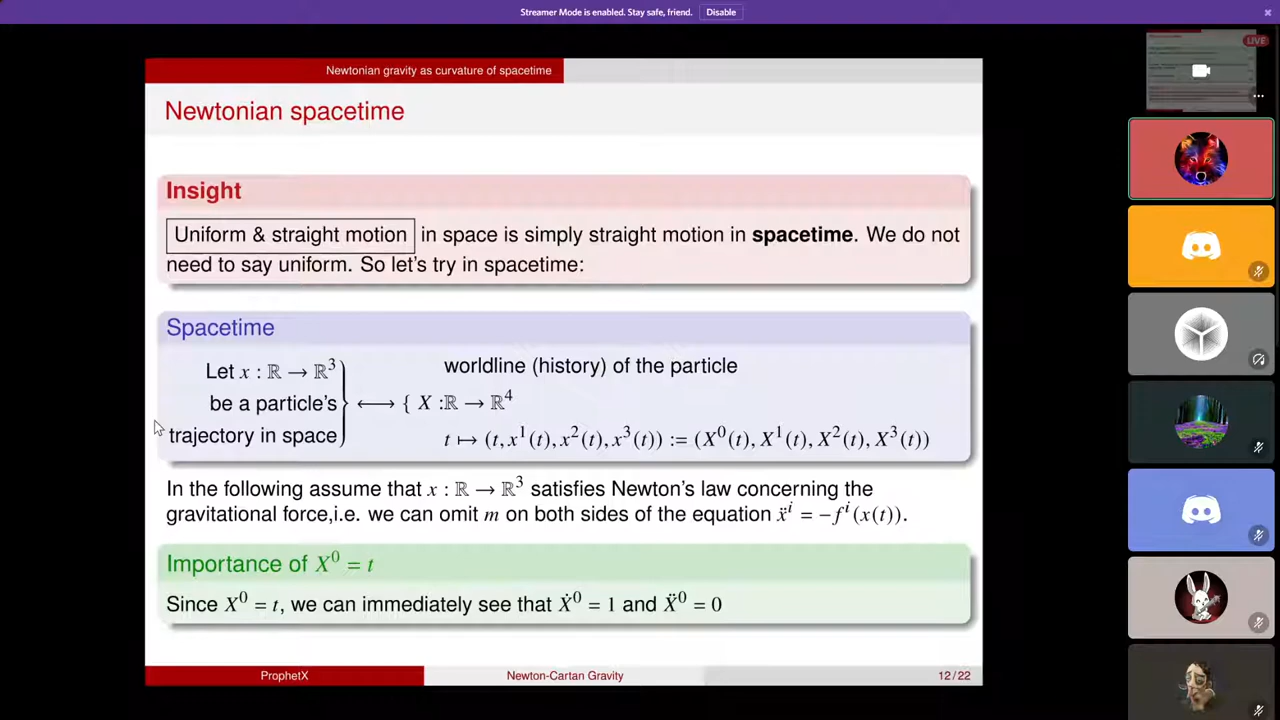 Streamer Mode is enabled. Stay safe, friend. Disable
LIVE
Newtonian gravity as curvature of spacetime
Newtonian spacetime
Insight
Uniform & straight motion in space is simply straight motion in spacetime. We do not
need to say uniform. So let's try in spacetime:
Spacetime
Let x : ℝ → ℝ³
be a particle's
trajectory in space
worldline (history) of the particle
⟷ { X :ℝ → ℝ⁴
t ↦ (t, x¹(t), x²(t), x³(t)) := (X⁰(t), X¹(t), X²(t), X³(t))
In the following assume that x : ℝ → ℝ³ satisfies Newton's law concerning the
gravitational force,i.e. we can omit m on both sides of the equation ẍⁱ = −fⁱ(x(t)).
Importance of X⁰ = t
Since X⁰ = t, we can immediately see that Ẋ⁰ = 1 and Ẍ⁰ = 0
ProphetX Newton-Cartan Gravity 12/22